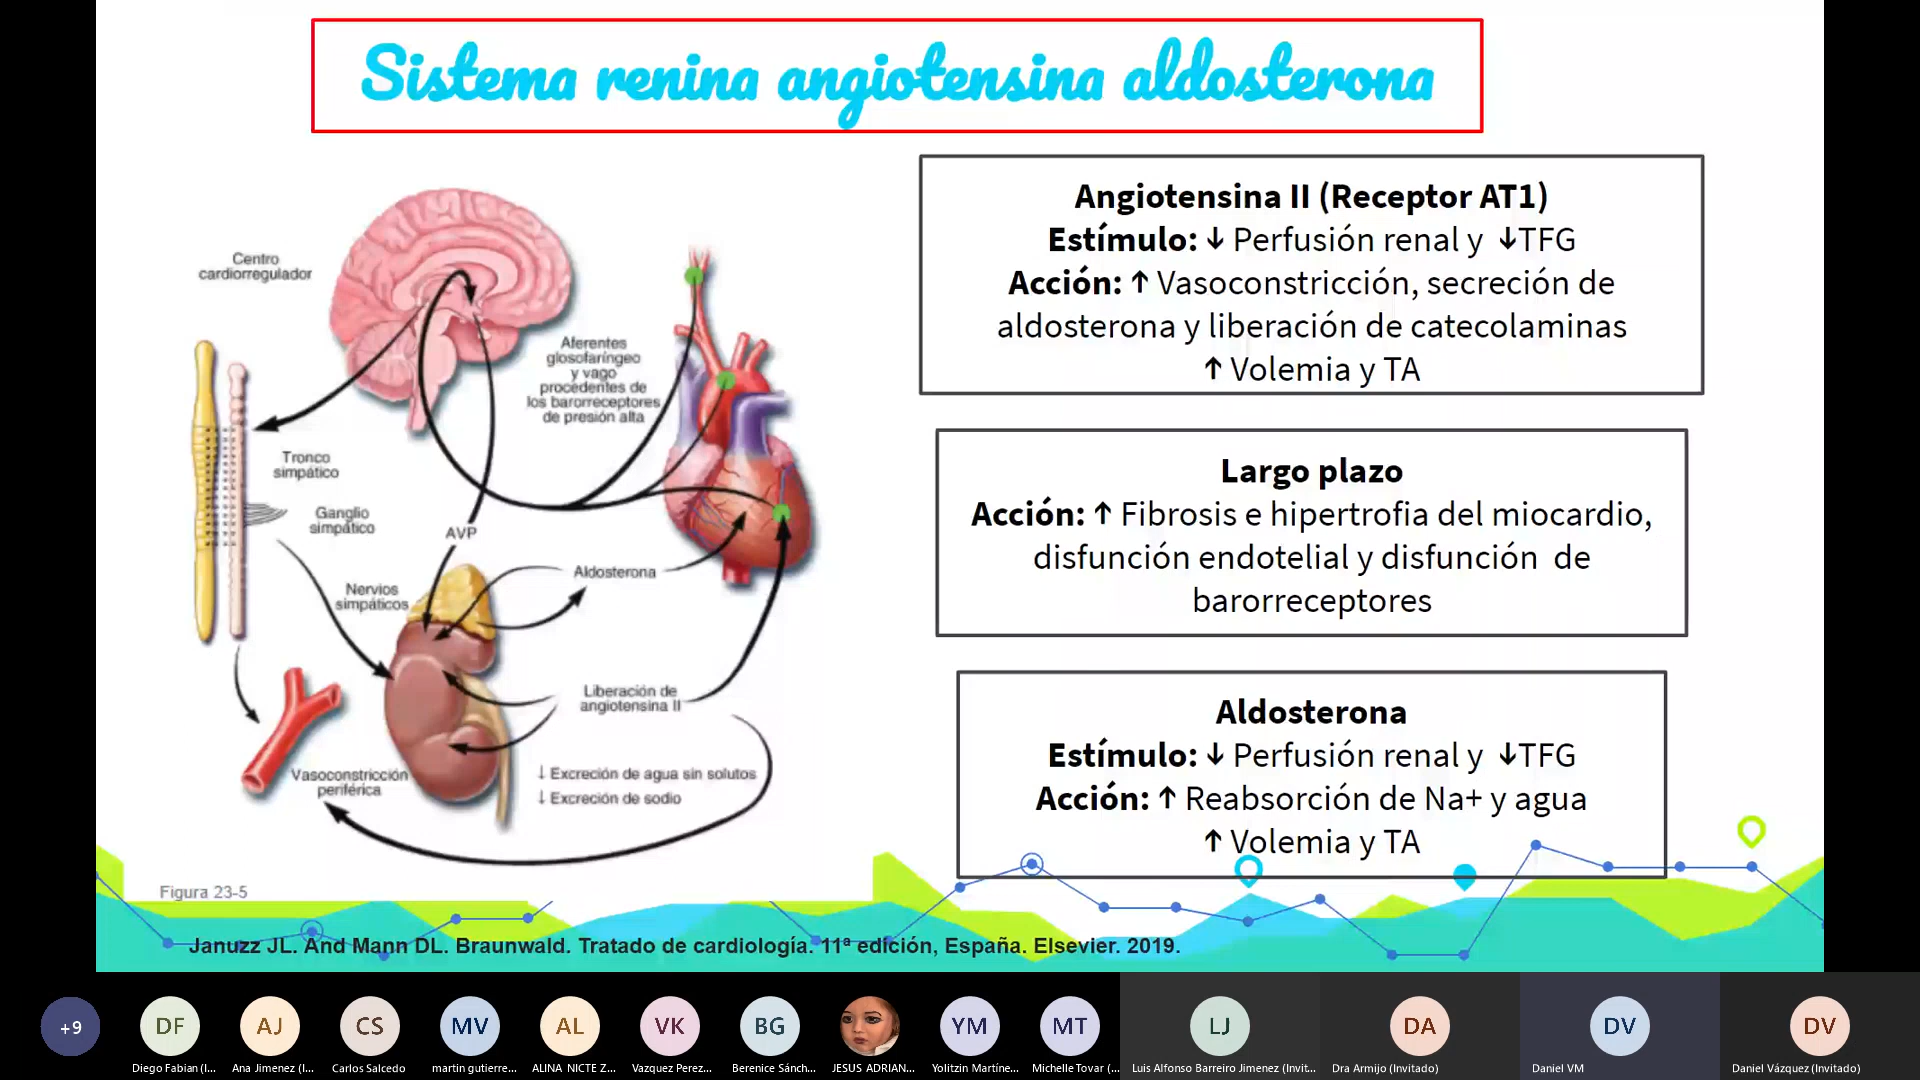 Sistema renina angiotensina aldosterona
Centro
cardiorregulador
Aferentes
glosofaríngeo
y vago
procedentes de
los barorreceptores
de presión alta
Tronco
simpático
Ganglio
simpático
AVP
Aldosterona
Nervios
simpáticos
Liberación de
angiotensina II
Vasoconstricción
periférica
↓ Excreción de agua sin solutos
↓ Excreción de sodio
Figura 23-5
Angiotensina II (Receptor AT1)
Estímulo: ↓ Perfusión renal y ↓TFG
Acción: ↑ Vasoconstricción, secreción de
aldosterona y liberación de catecolaminas
↑ Volemia y TA
Largo plazo
Acción: ↑ Fibrosis e hipertrofia del miocardio,
disfunción endotelial y disfunción de
barorreceptores
Aldosterona
Estímulo: ↓ Perfusión renal y ↓TFG
Acción: ↑ Reabsorción de Na+ y agua
↑ Volemia y TA
Januzz JL. And Mann DL. Braunwald. Tratado de cardiología. 11ª edición, España. Elsevier. 2019.
+9 DF AJ CS MV AL VK BG YM MT LJ DA DV DV
Diego Fabian (I... Ana Jimenez (I... Carlos Salcedo martin gutierre... ALINA NICTE Z... Vazquez Perez... Berenice Sánch... JESUS ADRIAN... Yolitzin Martíne... Michelle Tovar (... Luis Alfonso Barreiro Jimenez (Invit... Dra Armijo (Invitado) Daniel VM Daniel Vázquez (Invitado)